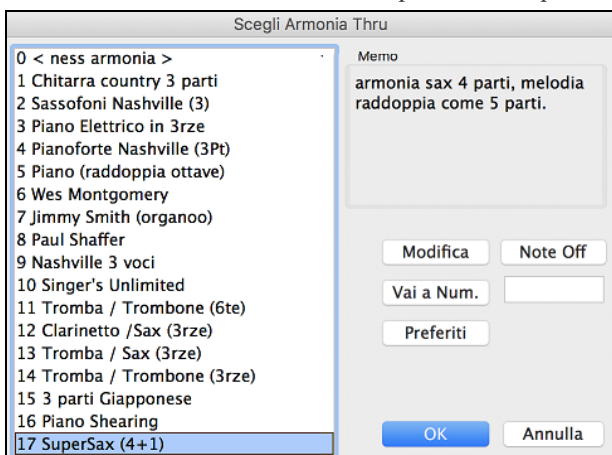 Scegli Armonia Thru
0 < ness armonia >
1 Chitarra country 3 parti
2 Sassofoni Nashville (3)
3 Piano Elettrico in 3rze
4 Pianoforte Nashville (3Pt)
5 Piano (raddoppia ottave)
6 Wes Montgomery
7 Jimmy Smith (organoo)
8 Paul Shaffer
9 Nashville 3 voci
10 Singer's Unlimited
11 Tromba / Trombone (6te)
12 Clarinetto /Sax (3rze)
13 Tromba / Sax (3rze)
14 Tromba / Trombone (3rze)
15 3 parti Giapponese
16 Piano Shearing
17 SuperSax (4+1)
Memo
armonia sax 4 parti, melodia
raddoppia come 5 parti.
Modifica
Note Off
Vai a Num.
Preferiti
OK
Annulla